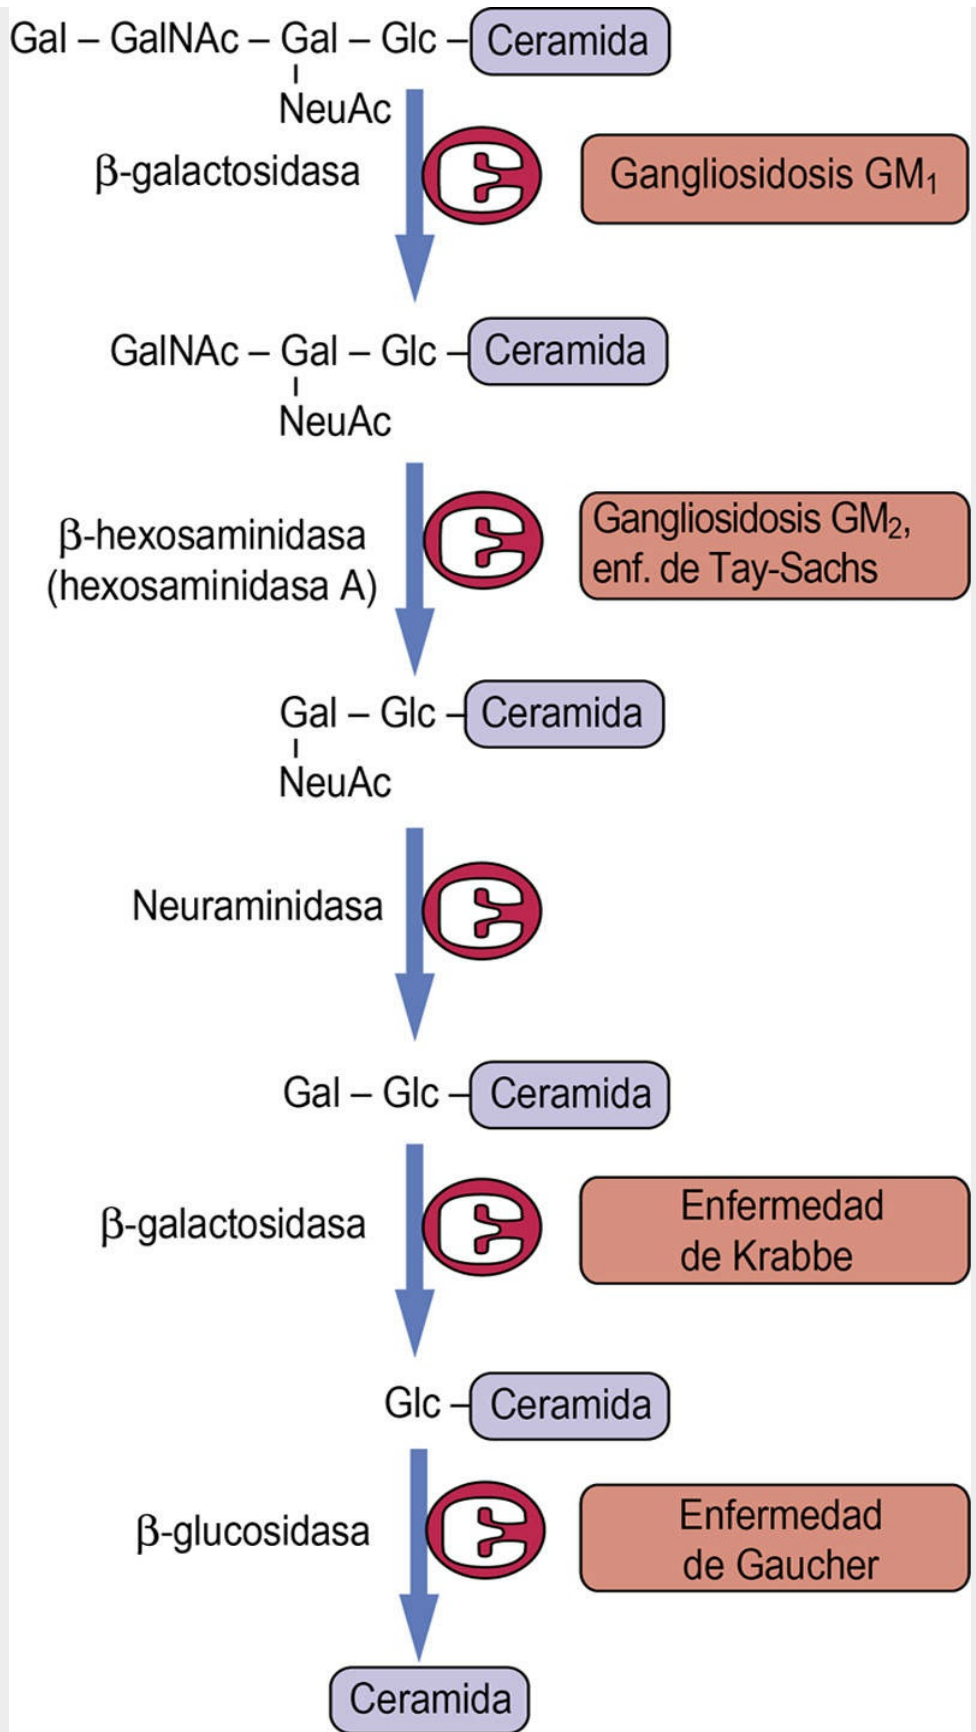 Gal – GalNAc – Gal – Glc – Ceramida
NeuAc
β-galactosidasa
Gangliosidosis GM₁
GalNAc – Gal – Glc – Ceramida
NeuAc
β-hexosaminidasa
(hexosaminidasa A)
Gangliosidosis GM₂,
enf. de Tay-Sachs
Gal – Glc – Ceramida
NeuAc
Neuraminidasa
Gal – Glc – Ceramida
β-galactosidasa
Enfermedad
de Krabbe
Glc – Ceramida
β-glucosidasa
Enfermedad
de Gaucher
Ceramida